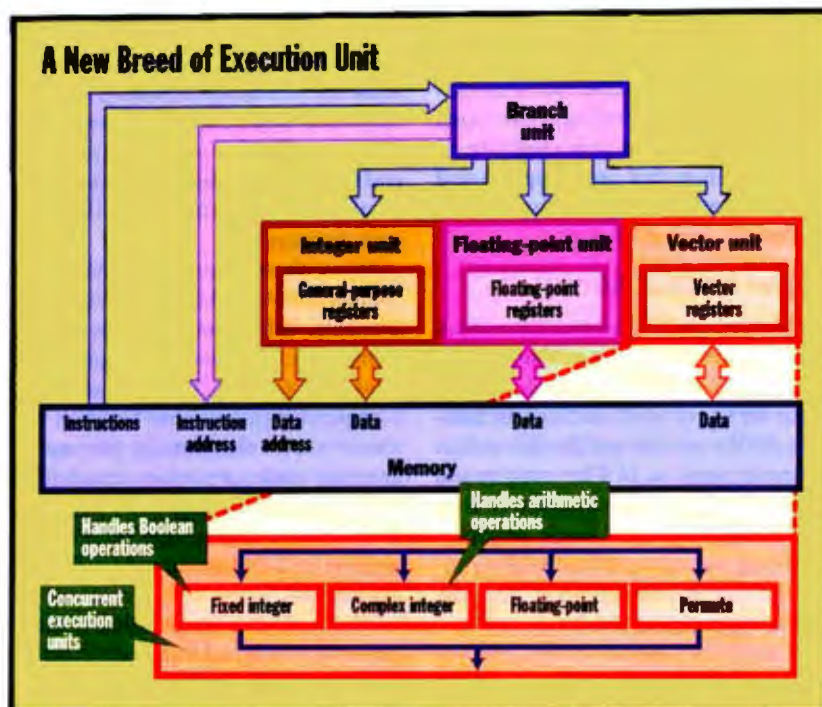 A New Breed of Execution Unit
Branch
unit
Integer unit
General-purpose
registers
Floating-point unit
Floating-point
registers
Vector unit
Vector
registers
Instructions
Instruction
address
Data
address
Data
Data
Data
Memory
Handles Boolean
operations
Handles arithmetic
operations
Concurrent
execution
units
Fixed integer
Complex integer
Floating-point
Permute